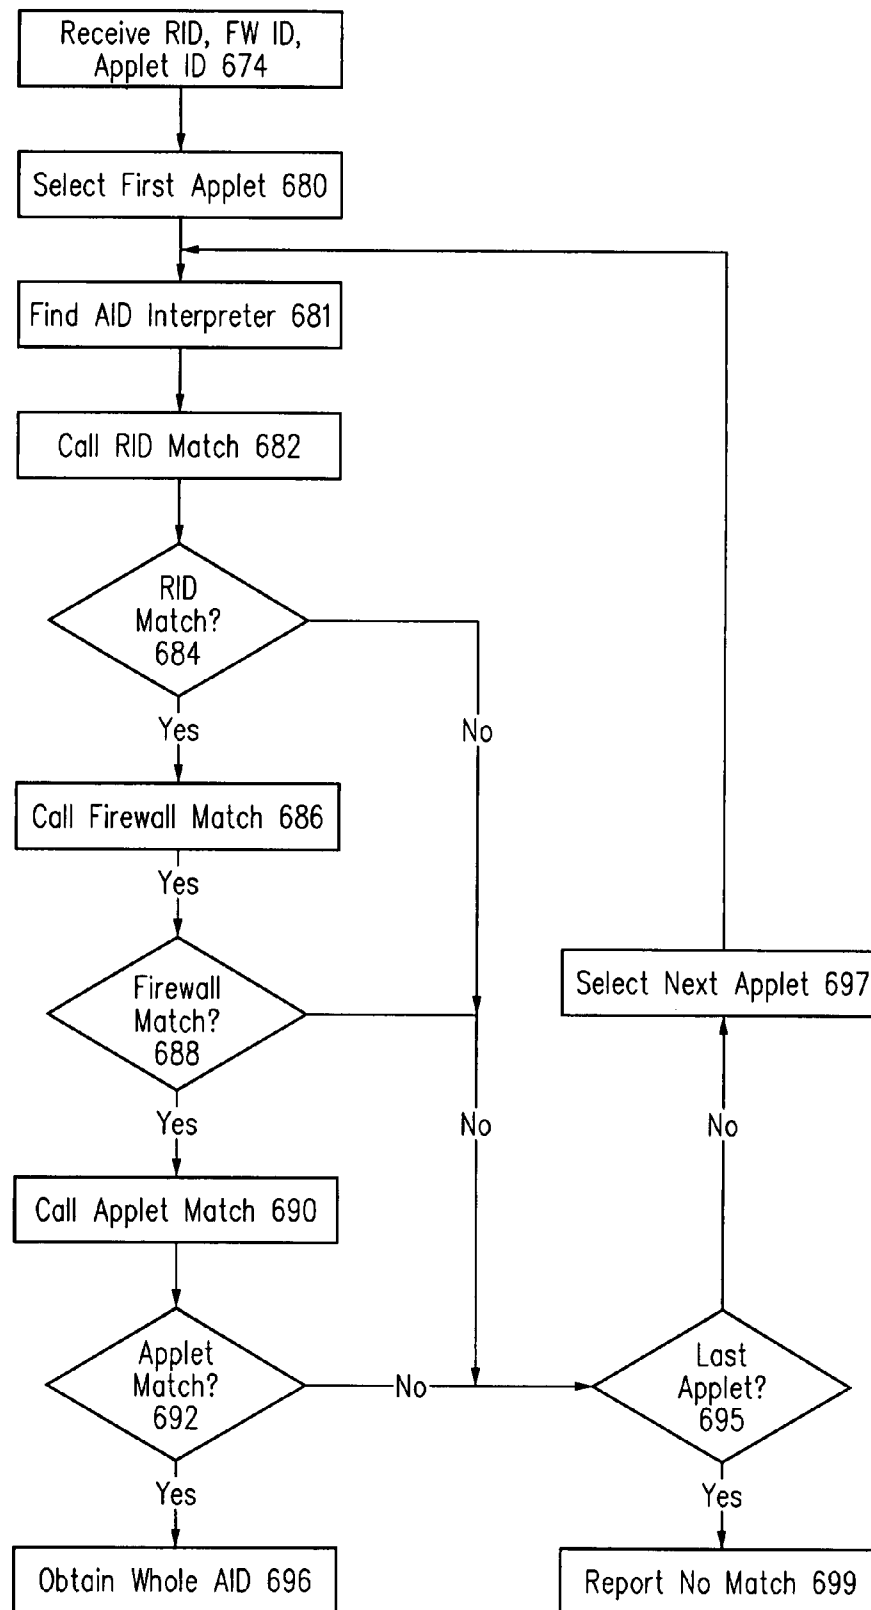 Receive RID, FW ID,
Applet ID 674
Select First Applet 680
Find AID Interpreter 681
Call RID Match 682
RID
Match?
684
Yes
No
Call Firewall Match 686
Yes
Firewall
Match?
688
Select Next Applet 697
Yes
No
No
Call Applet Match 690
Applet
Match?
692
No
Last
Applet?
695
Yes
Yes
Obtain Whole AID 696
Report No Match 699